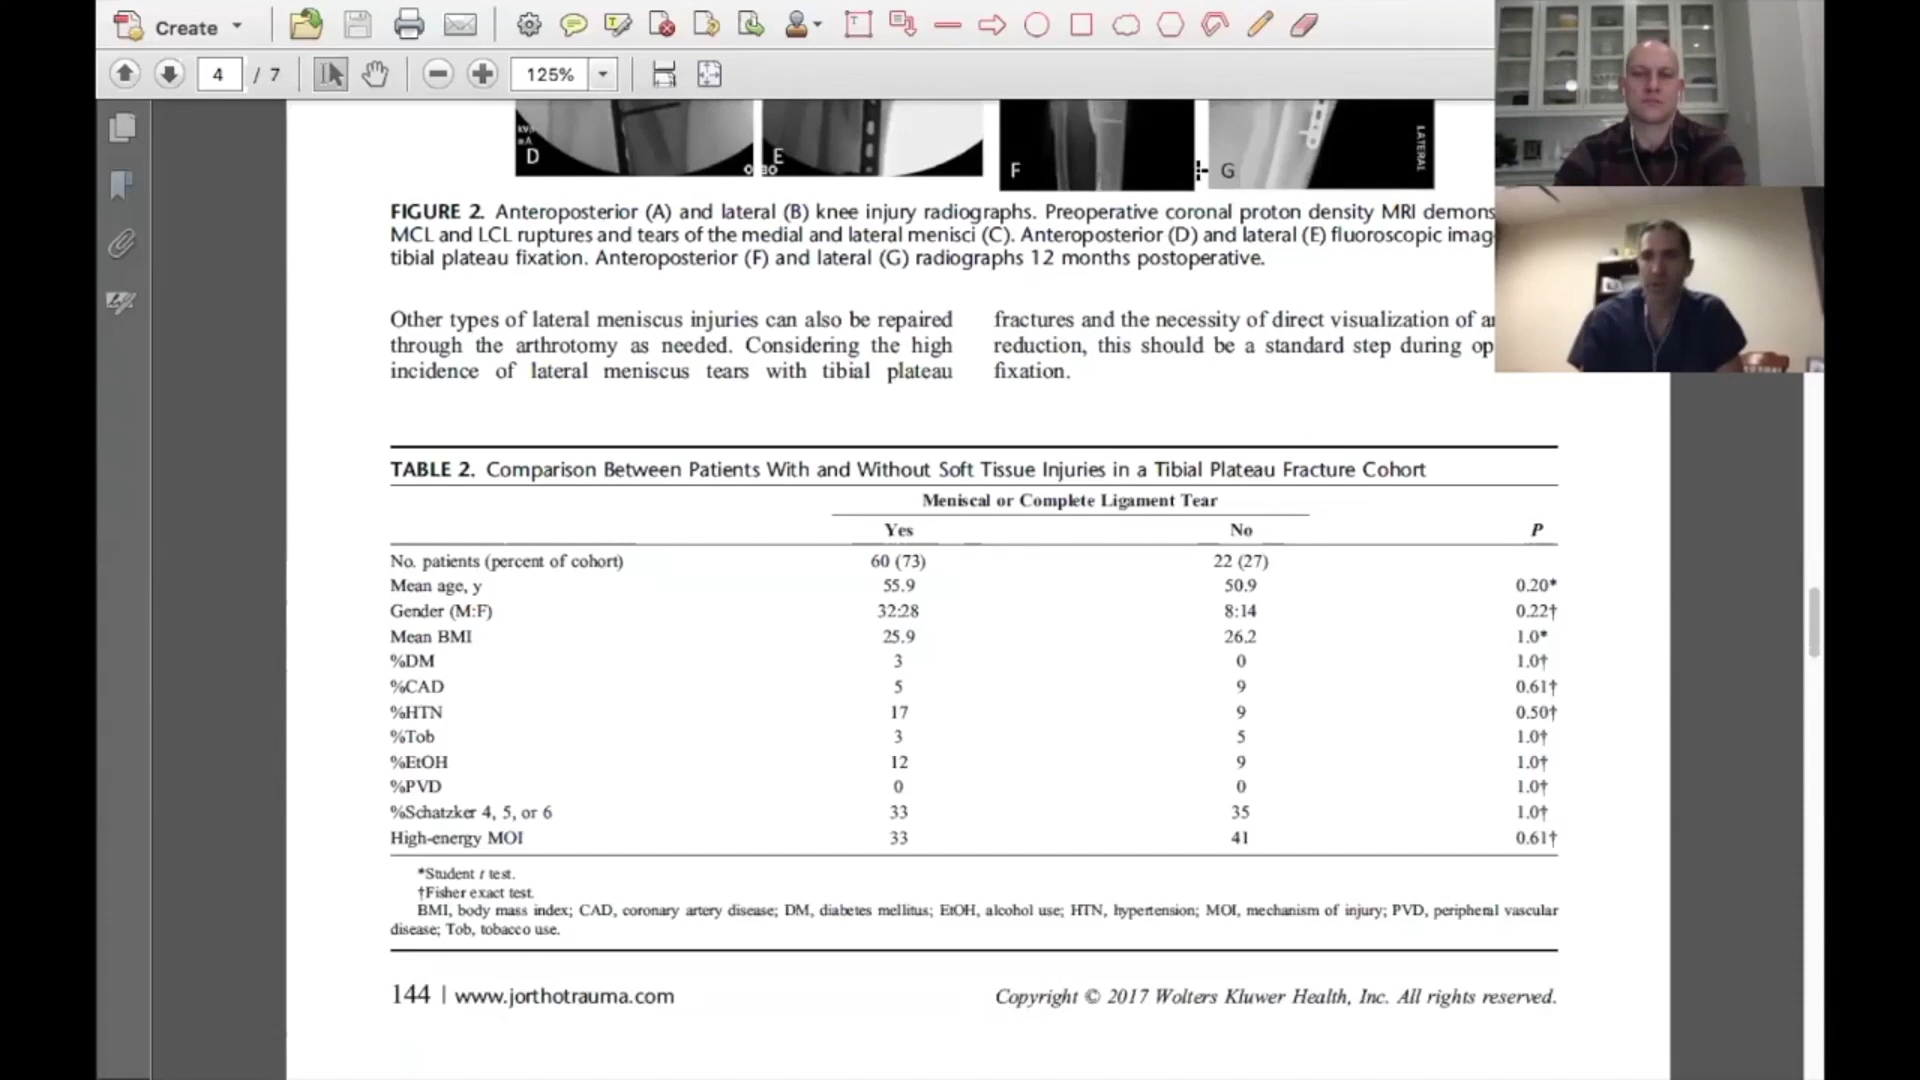 Create
4 / 7
125%
kV
mA
D
E
F
G
LATERAL
FIGURE 2. Anteroposterior (A) and lateral (B) knee injury radiographs. Preoperative coronal proton density MRI demons
MCL and LCL ruptures and tears of the medial and lateral menisci (C). Anteroposterior (D) and lateral (E) fluoroscopic imag
tibial plateau fixation. Anteroposterior (F) and lateral (G) radiographs 12 months postoperative.
Other types of lateral meniscus injuries can also be repaired
through the arthrotomy as needed. Considering the high
incidence of lateral meniscus tears with tibial plateau
fractures and the necessity of direct visualization of
reduction, this should be a standard step during op
fixation.
TABLE 2. Comparison Between Patients With and Without Soft Tissue Injuries in a Tibial Plateau Fracture Cohort
Meniscal or Complete Ligament Tear
Yes No P
No. patients (percent of cohort) 60 (73) 22 (27)
Mean age, y 55.9 50.9 0.20*
Gender (M:F) 32:28 8:14 0.22†
Mean BMI 25.9 26.2 1.0*
%DM 3 0 1.0†
%CAD 5 9 0.61†
%HTN 17 9 0.50†
%Tob 3 5 1.0†
%EtOH 12 9 1.0†
%PVD 0 0 1.0†
%Schatzker 4, 5, or 6 33 35 1.0†
High-energy MOI 33 41 0.61†
*Student t test.
†Fisher exact test.
BMI, body mass index; CAD, coronary artery disease; DM, diabetes mellitus; EtOH, alcohol use; HTN, hypertension; MOI, mechanism of injury; PVD, peripheral vascular
disease; Tob, tobacco use.
144 | www.jorthotrauma.com
Copyright © 2017 Wolters Kluwer Health, Inc. All rights reserved.